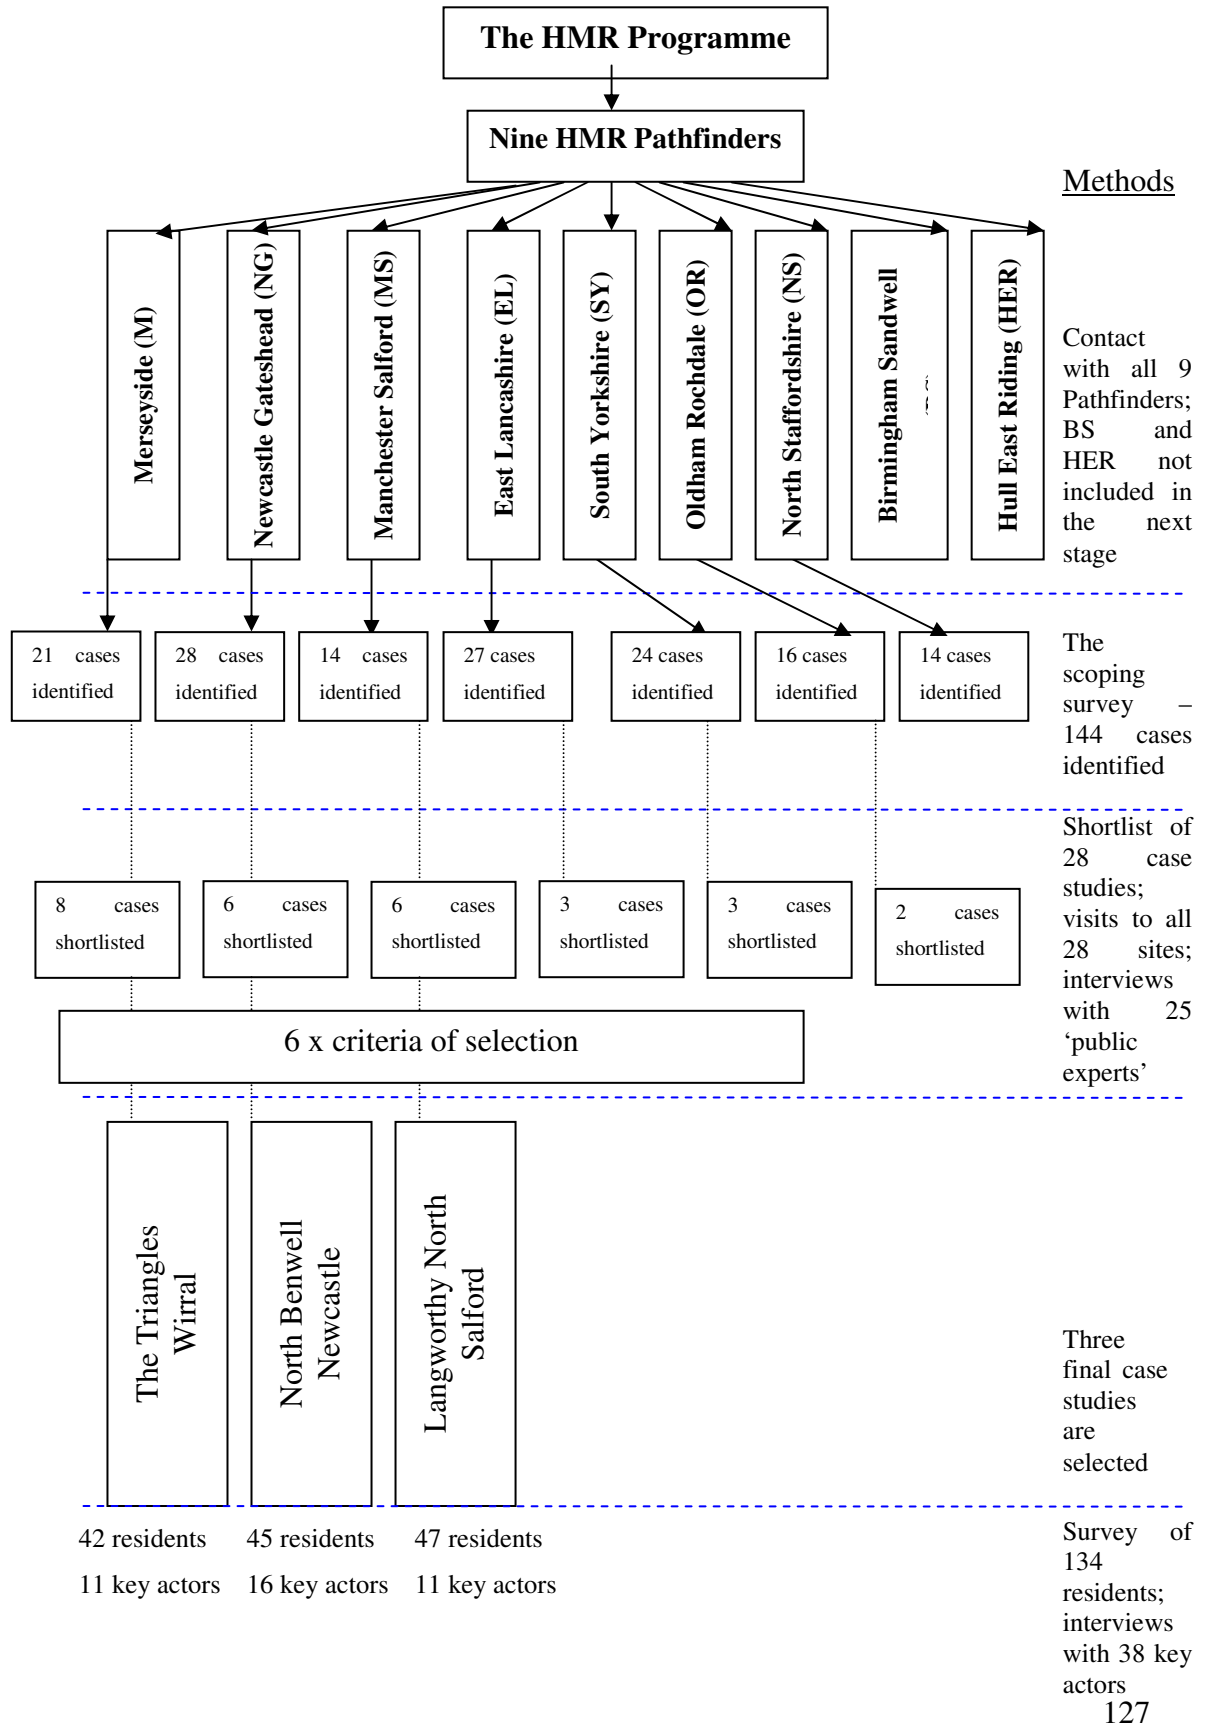 The HMR Programme
Nine HMR Pathfinders
Methods
Merseyside (M)
Newcastle Gateshead (NG)
Manchester Salford (MS)
East Lancashire (EL)
South Yorkshire (SY)
Oldham Rochdale (OR)
North Staffordshire (NS)
Birmingham Sandwell
Hull East Riding (HER)
Contact
with all 9
Pathfinders;
BS and
HER not
included in
the next
stage
21 cases
identified
28 cases
identified
14 cases
identified
27 cases
identified
24 cases
identified
16 cases
identified
14 cases
identified
The
scoping
survey –
144 cases
identified
8 cases
shortlisted
6 cases
shortlisted
6 cases
shortlisted
3 cases
shortlisted
3 cases
shortlisted
2 cases
shortlisted
Shortlist of
28 case
studies;
visits to all
28 sites;
interviews
with 25
‘public
experts’
6 x criteria of selection
The Triangles
Wirral
North Benwell
Newcastle
Langworthy North
Salford
Three
final case
studies
are
selected
42 residents
11 key actors
45 residents
16 key actors
47 residents
11 key actors
Survey of
134
residents;
interviews
with 38 key
actors
127